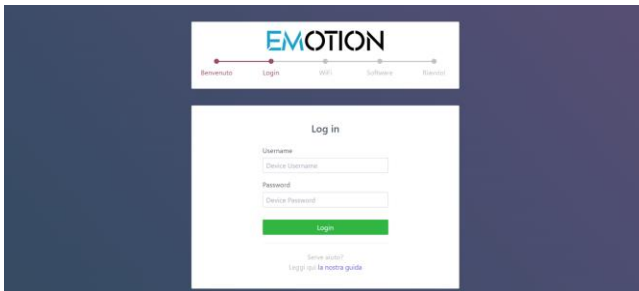 EMOTION
Benvenuto Login WiFi Software Riavvio!
Log in
Username
Device Username
Password
Device Password
Login
Serve aiuto?
Leggi qui la nostra guida